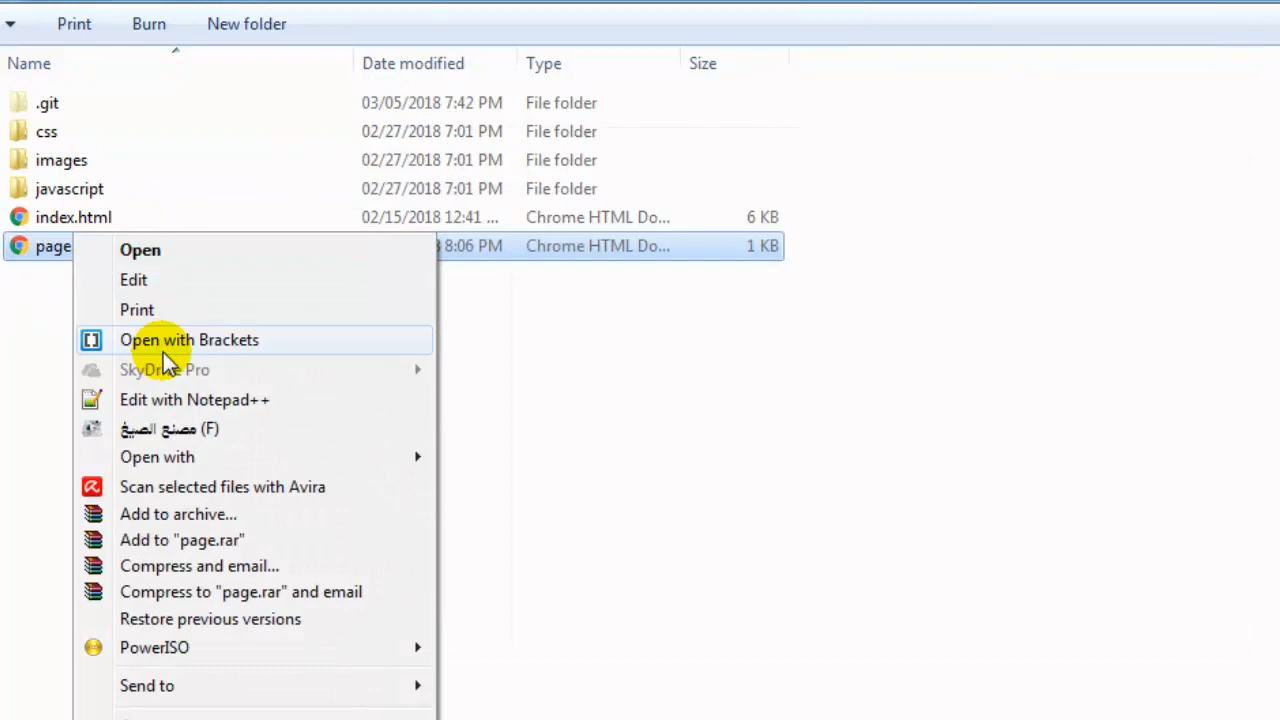 Print Burn New folder
Name Date modified Type Size
.git 03/05/2018 7:42 PM File folder
css 02/27/2018 7:01 PM File folder
images 02/27/2018 7:01 PM File folder
javascript 02/27/2018 7:01 PM File folder
index.html 02/15/2018 12:41 ... Chrome HTML Do... 6 KB
page 8:06 PM Chrome HTML Do... 1 KB
Open
Edit
Print
Open with Brackets
SkyDrive Pro
Edit with Notepad++
مصنع الصيغ (F)
Open with
Scan selected files with Avira
Add to archive...
Add to "page.rar"
Compress and email...
Compress to "page.rar" and email
Restore previous versions
PowerISO
Send to